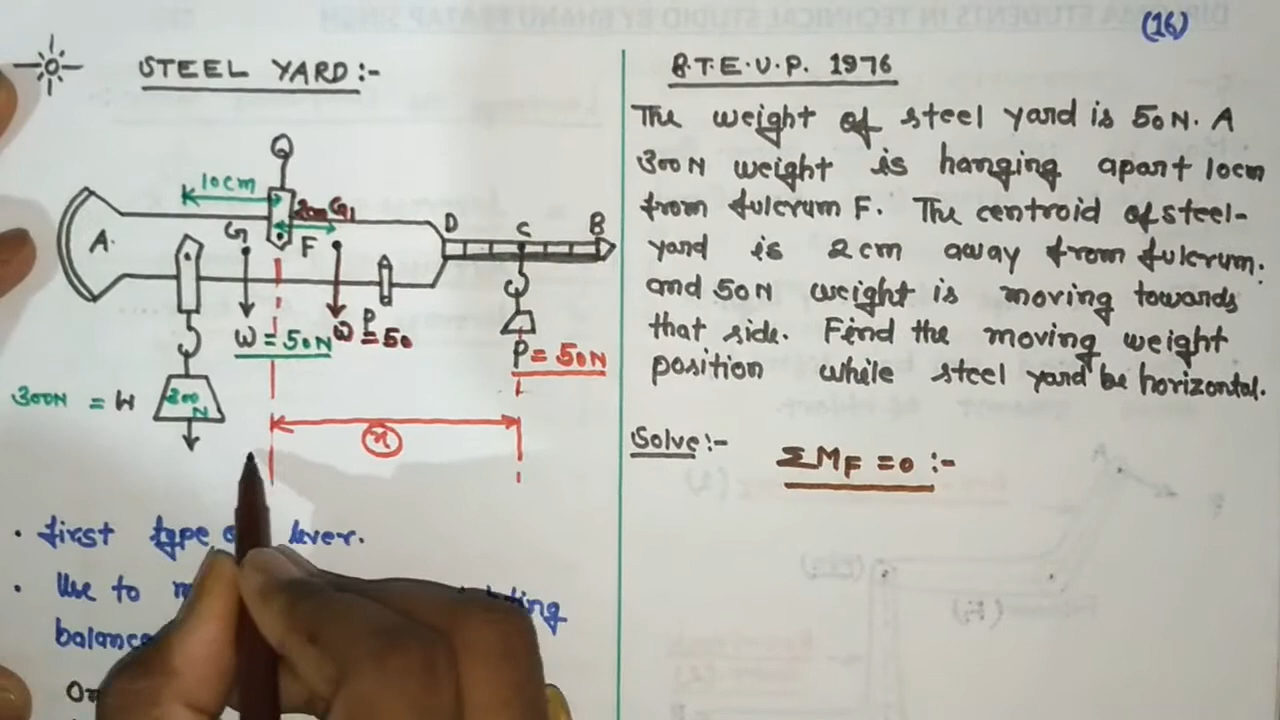 (16)
STEEL YARD:-
10cm
2cm G1
A.
G
F
D
C
B
W = 50N
W = 50
P
P = 50N
300N = W
300
N
x
• First type of lever.
• Use to
balance
B.T.E.U.P. 1976
The weight of steel yard is 50N. A
300N weight is hanging apart 10cm
from fulcrum F. The centroid of steel-
yard is 2cm away from fulcrum.
and 50N weight is moving towards
that side. Find the moving weight
position while steel yard be horizontal.
Solve:- ΣMF = 0 :-